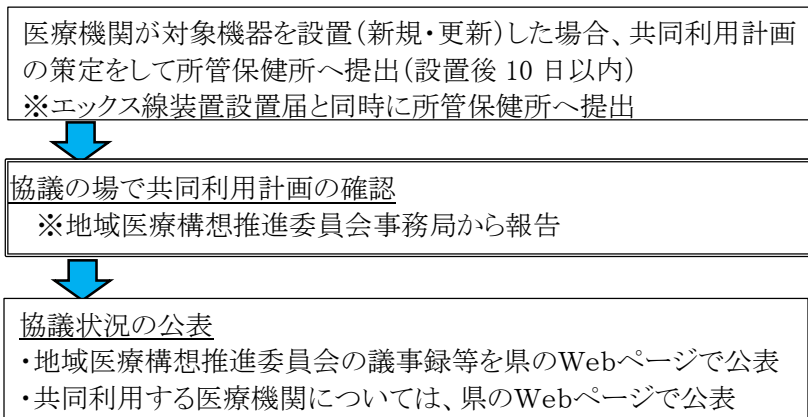 医療機関が対象機器を設置(新規・更新)した場合、共同利用計画
の策定をして所管保健所へ提出(設置後 10 日以内)
※エックス線装置設置届と同時に所管保健所へ提出
協議の場で共同利用計画の確認
※地域医療構想推進委員会事務局から報告
協議状況の公表
・地域医療構想推進委員会の議事録等を県のWebページで公表
・共同利用する医療機関については、県のWebページで公表